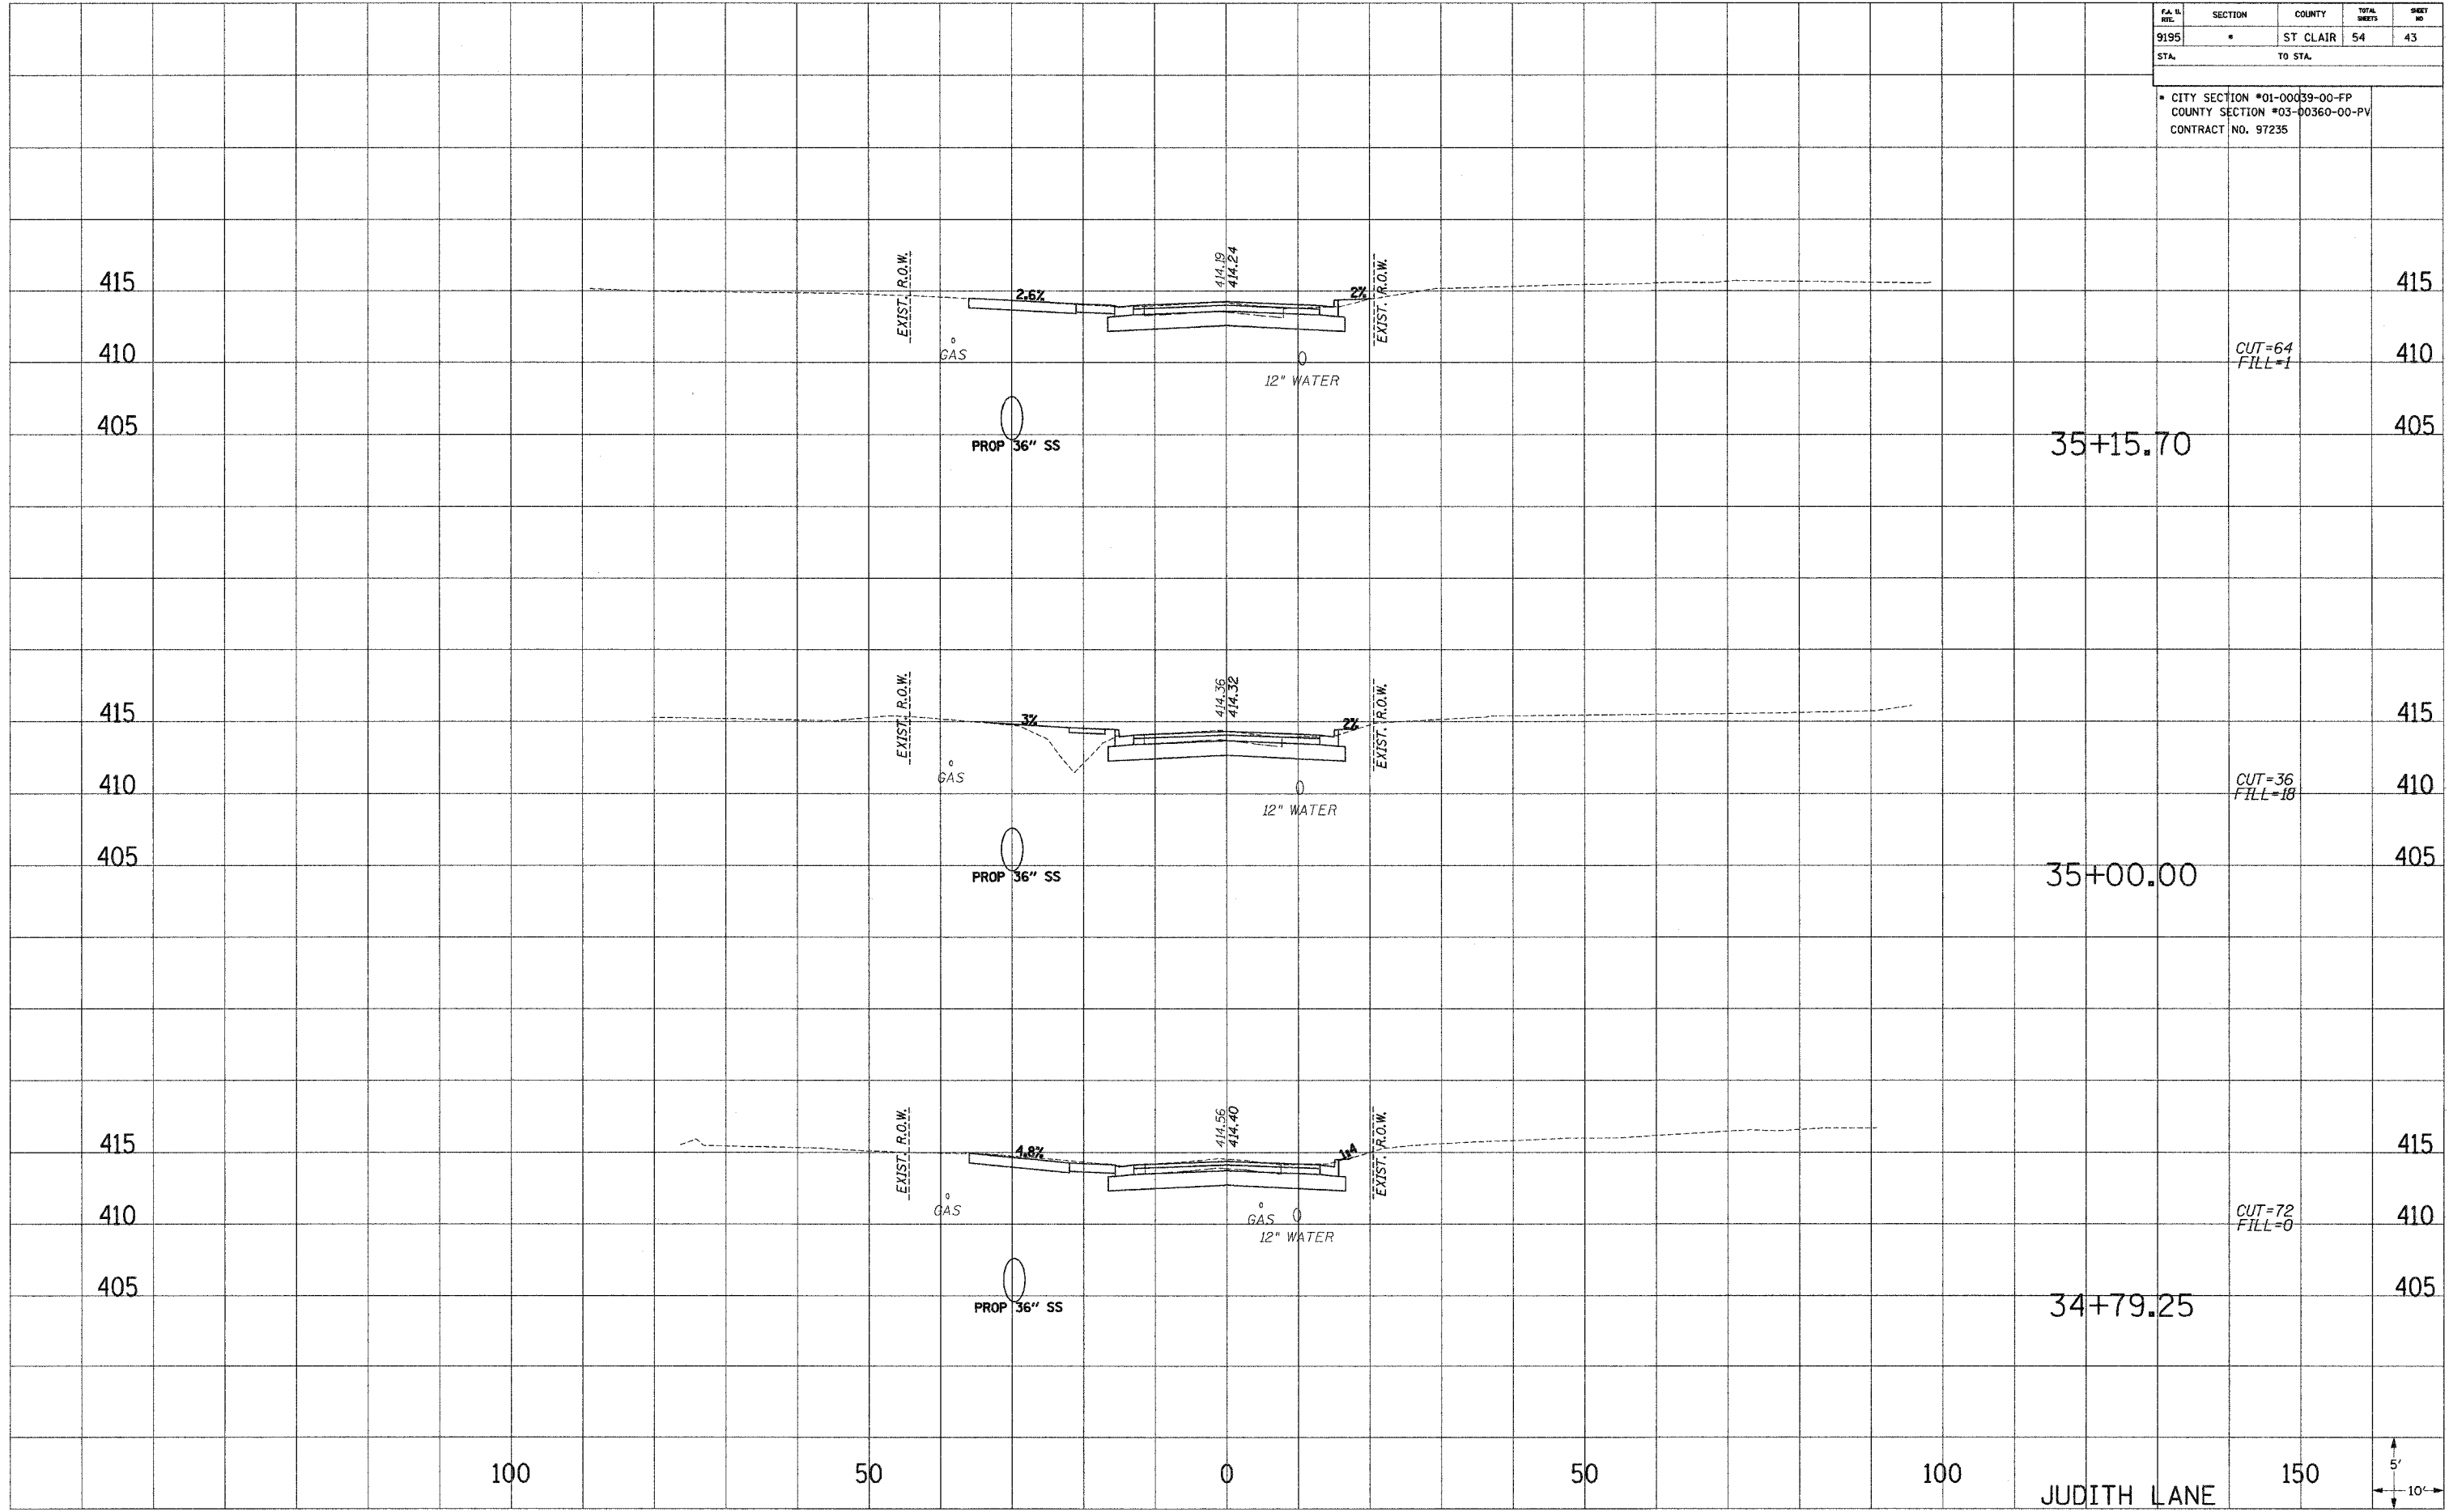 F.A. U. RTE. SECTION COUNTY TOTAL SHEETS SHEET NO
9195 * ST CLAIR 54 43
STA. TO STA.
* CITY SECTION #01-00039-00-FP
COUNTY SECTION #03-00360-00-PV
CONTRACT NO. 97235
EXIST. R.O.W.
414.19
414.24
EXIST. R.O.W.
415 2.6% 2% 415
410 GAS 12" WATER CUT=64 410
FILL=1
405 PROP 36" SS 405
35+15.70
EXIST. R.O.W.
414.36
414.32
EXIST. R.O.W.
415 3% 2% 415
410 GAS 12" WATER CUT=36 410
FILL=18
405 PROP 36" SS 405
35+00.00
EXIST. R.O.W.
414.56
414.40
EXIST. R.O.W.
415 4.8% 1:4 415
410 GAS GAS 12" WATER CUT=72 410
FILL=0
405 PROP 36" SS 405
34+79.25
100 50 0 50 100 150
JUDITH LANE
5'
10'